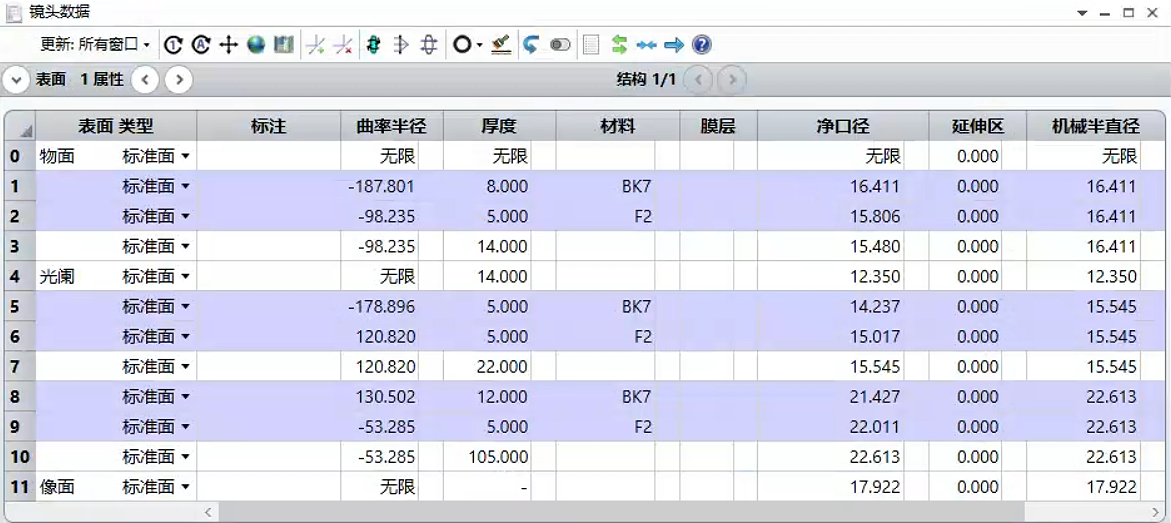 镜头数据
更新: 所有窗口
表面 1 属性 结构 1/1
表面 类型 标注 曲率半径 厚度 材料 膜层 净口径 延伸区 机械半直径
0 物面 标准面 无限 无限 无限 0.000 无限
1 标准面 -187.801 8.000 BK7 16.411 0.000 16.411
2 标准面 -98.235 5.000 F2 15.806 0.000 16.411
3 标准面 -98.235 14.000 15.480 0.000 16.411
4 光阑 标准面 无限 14.000 12.350 0.000 12.350
5 标准面 -178.896 5.000 BK7 14.237 0.000 15.545
6 标准面 120.820 5.000 F2 15.017 0.000 15.545
7 标准面 120.820 22.000 15.545 0.000 15.545
8 标准面 130.502 12.000 BK7 21.427 0.000 22.613
9 标准面 -53.285 5.000 F2 22.011 0.000 22.613
10 标准面 -53.285 105.000 22.613 0.000 22.613
11 像面 标准面 无限 - 17.922 0.000 17.922